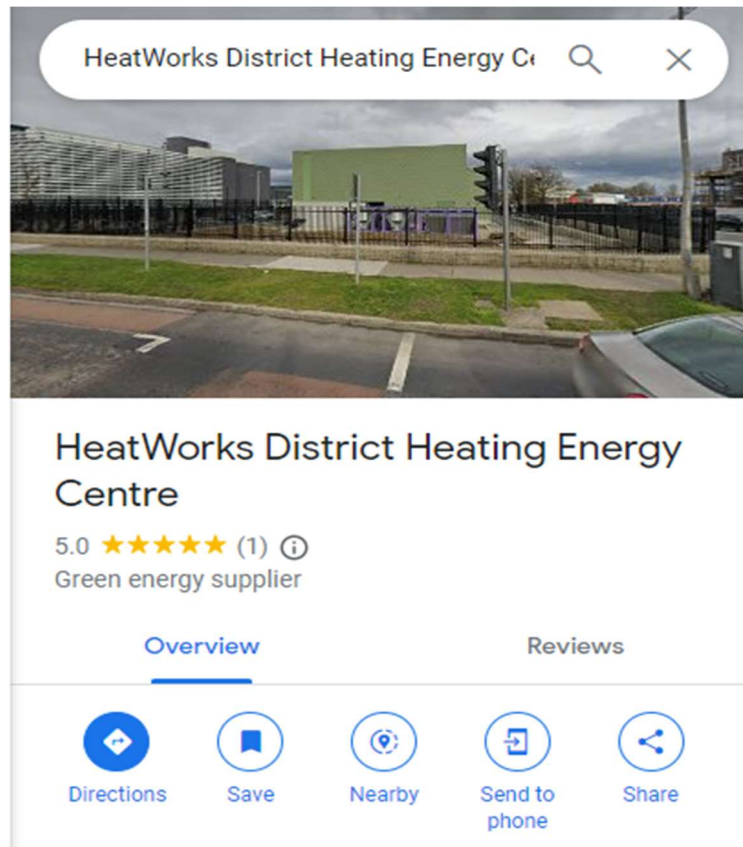 HeatWorks District Heating Energy Ce
HeatWorks District Heating Energy
Centre
5.0 (1)
Green energy supplier
Overview Reviews
Directions Save Nearby Send to Share
phone